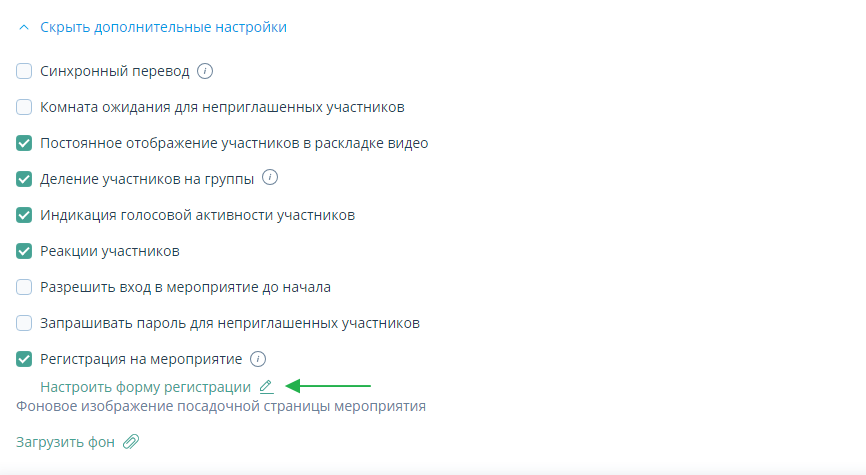 Скрыть дополнительные настройки
Синхронный перевод
Комната ожидания для неприглашенных участников
Постоянное отображение участников в раскладке видео
Деление участников на группы
Индикация голосовой активности участников
Реакции участников
Разрешить вход в мероприятие до начала
Запрашивать пароль для неприглашенных участников
Регистрация на мероприятие
Настроить форму регистрации
Фоновое изображение посадочной страницы мероприятия
Загрузить фон